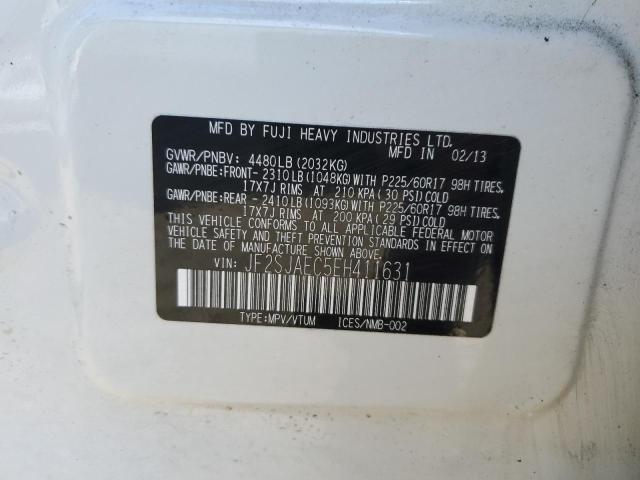 MFD BY FUJI HEAVY INDUSTRIES LTD.
MFD IN 02/13
GVWR/PNBV: 4480LB(2032KG)
GAWR/PNBE:FRONT- 2310LB(1048KG)WITH P225/60R17 98H TIRES.
17X7J RIMS AT 210 KPA(30 PSI)COLD
GAWR/PNBE:REAR - 2410LB(1093KG)WITH P225/60R17 98H TIRES.
17X7J RIMS AT 200 KPA(29 PSI)COLD
THIS VEHICLE CONFORMS TO ALL APPLICABLE FEDERAL
MOTOR VEHICLE SAFETY STANDARDS IN EFFECT ON THE
DATE OF MANUFACTURE SHOWN ABOVE.
VIN: JF2SJAEC5EH411631
TYPE:MPV/VTUM ICES/NMB-002